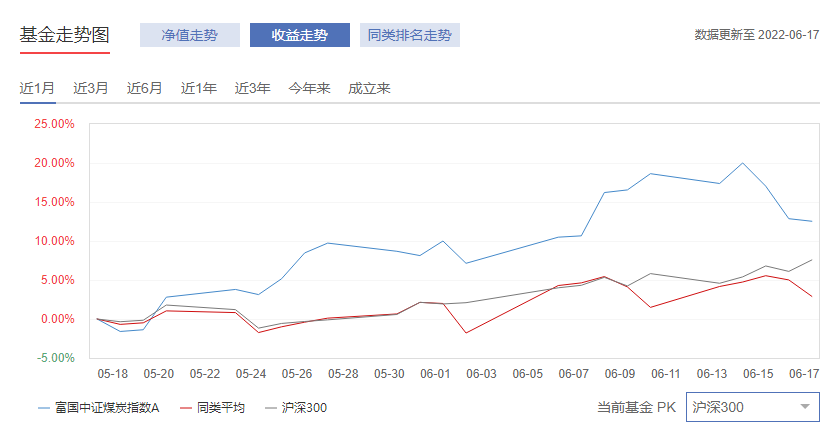 基金走势图 净值走势 收益走势 同类排名走势 数据更新至 2022-06-17
近1月 近3月 近6月 近1年 近3年 今年来 成立来
25.00%
20.00%
15.00%
10.00%
5.00%
0.00%
-5.00%
05-18 05-20 05-22 05-24 05-26 05-28 05-30 06-01 06-03 06-05 06-07 06-09 06-11 06-13 06-15 06-17
富国中证煤炭指数A 同类平均 沪深300 当前基金 PK 沪深300